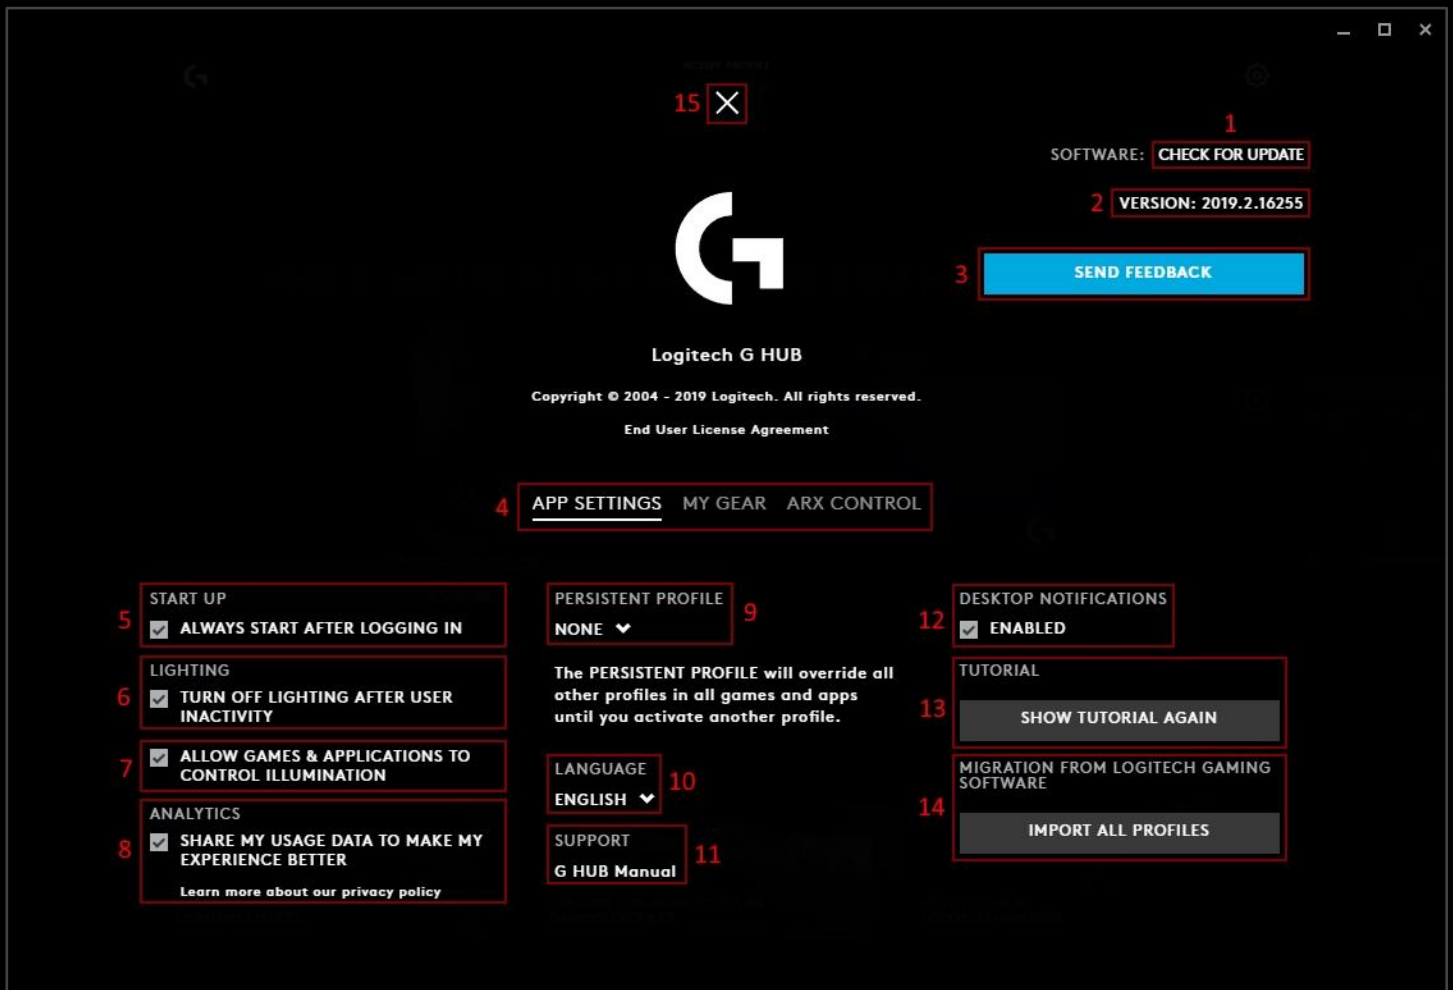 15
1
SOFTWARE: CHECK FOR UPDATE
2 VERSION: 2019.2.16255
3 SEND FEEDBACK
Logitech G HUB
Copyright © 2004 - 2019 Logitech. All rights reserved.
End User License Agreement
4 APP SETTINGS MY GEAR ARX CONTROL
5
START UP
ALWAYS START AFTER LOGGING IN
6
LIGHTING
TURN OFF LIGHTING AFTER USER
INACTIVITY
7
ALLOW GAMES & APPLICATIONS TO
CONTROL ILLUMINATION
8
ANALYTICS
SHARE MY USAGE DATA TO MAKE MY
EXPERIENCE BETTER
Learn more about our privacy policy
PERSISTENT PROFILE
NONE
9
The PERSISTENT PROFILE will override all
other profiles in all games and apps
until you activate another profile.
LANGUAGE
ENGLISH
10
SUPPORT
G HUB Manual
11
12
DESKTOP NOTIFICATIONS
ENABLED
13
TUTORIAL
SHOW TUTORIAL AGAIN
14
MIGRATION FROM LOGITECH GAMING
SOFTWARE
IMPORT ALL PROFILES